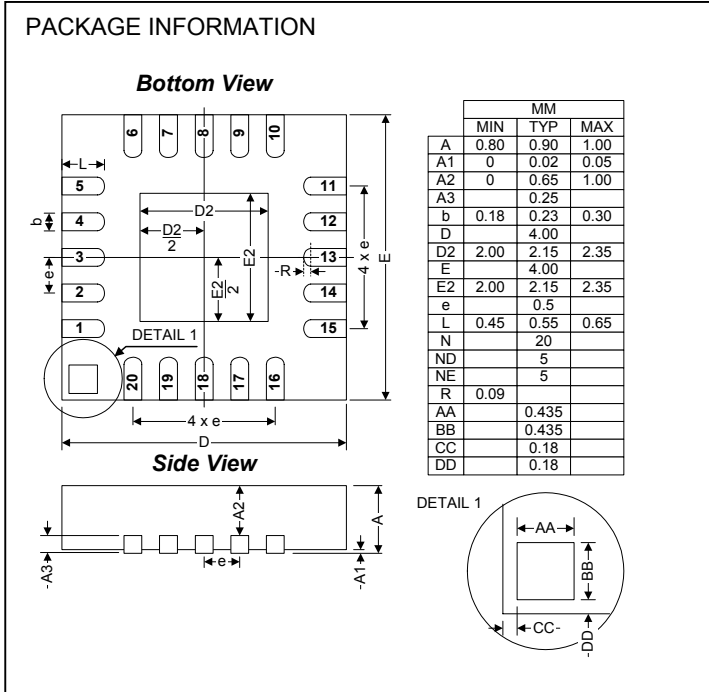 PACKAGE INFORMATION
Bottom View
6 7 8 9 10
L
5 11
4 12
3 13
2 14
1 15
b
e
D2
D2
2
E2
E2
2
R
4 x e
E
DETAIL 1
20 19 18 17 16
4 x e
D
Side View
A2
A
A3
e
A1
MM
MIN TYP MAX
A 0.80 0.90 1.00
A1 0 0.02 0.05
A2 0 0.65 1.00
A3 0.25
b 0.18 0.23 0.30
D 4.00
D2 2.00 2.15 2.35
E 4.00
E2 2.00 2.15 2.35
e 0.5
L 0.45 0.55 0.65
N 20
ND 5
NE 5
R 0.09
AA 0.435
BB 0.435
CC 0.18
DD 0.18
DETAIL 1
AA
BB
CC
DD